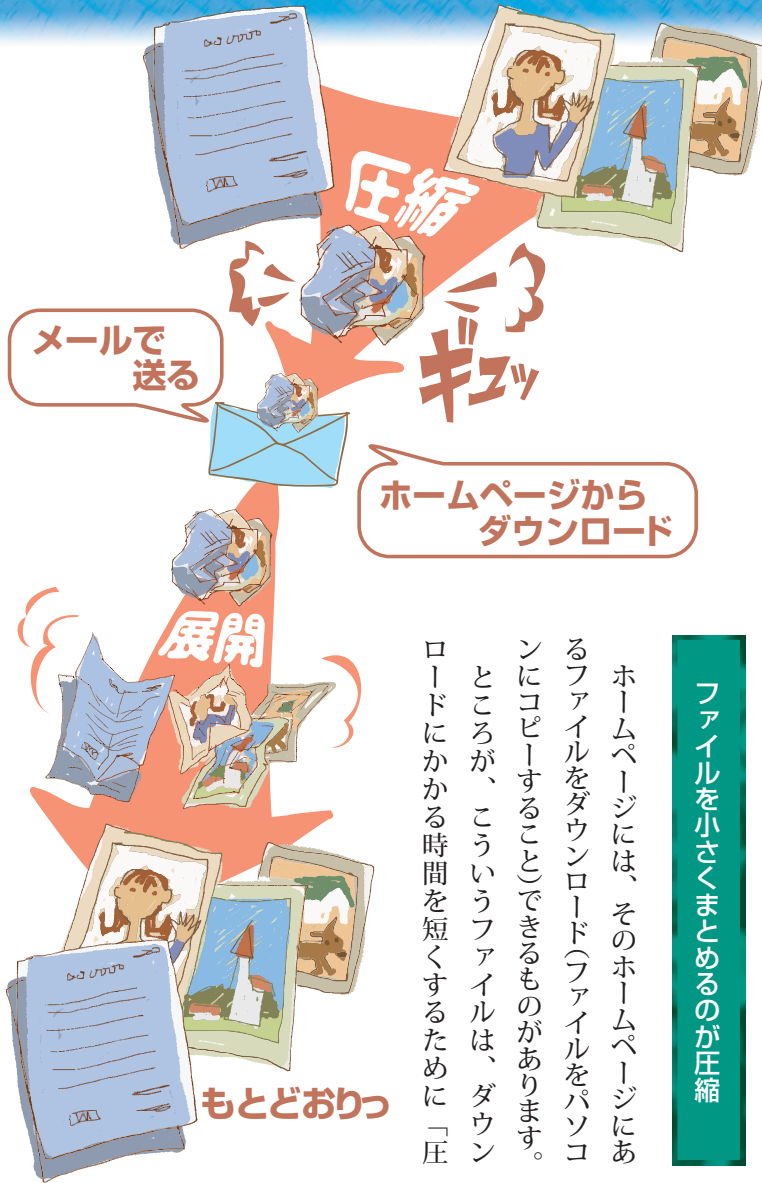 圧縮
ギュッ
メールで
送る
ホームページから
ダウンロード
展開
もとどおりっ
ファイルを小さくまとめるのが圧縮
ホームページには、そのホームページにあ
るファイルをダウンロード(ファイルをパソコ
ンにコピーすること)できるものがあります。
ところが、こういうファイルは、ダウン
ロードにかかる時間を短くするために「圧